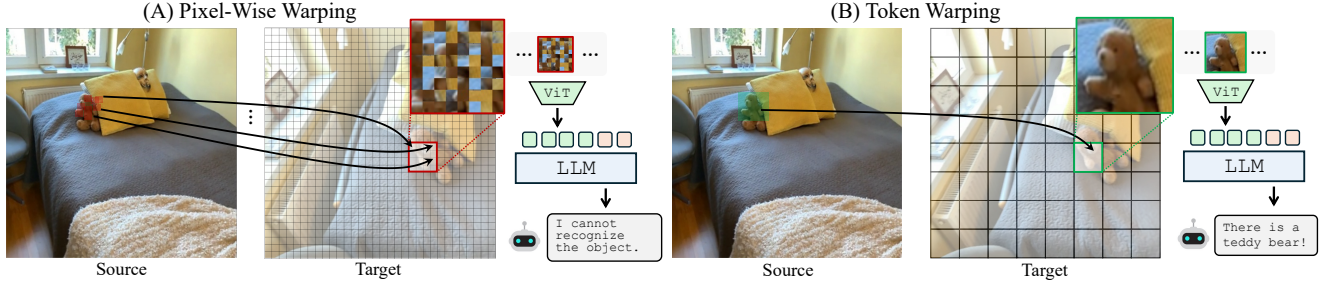 (A) Pixel-Wise Warping
Source
Target
...
...
ViT
LLM
I cannot
recognize
the object.
(B) Token Warping
Source
Target
...
...
ViT
LLM
There is a
teddy bear!